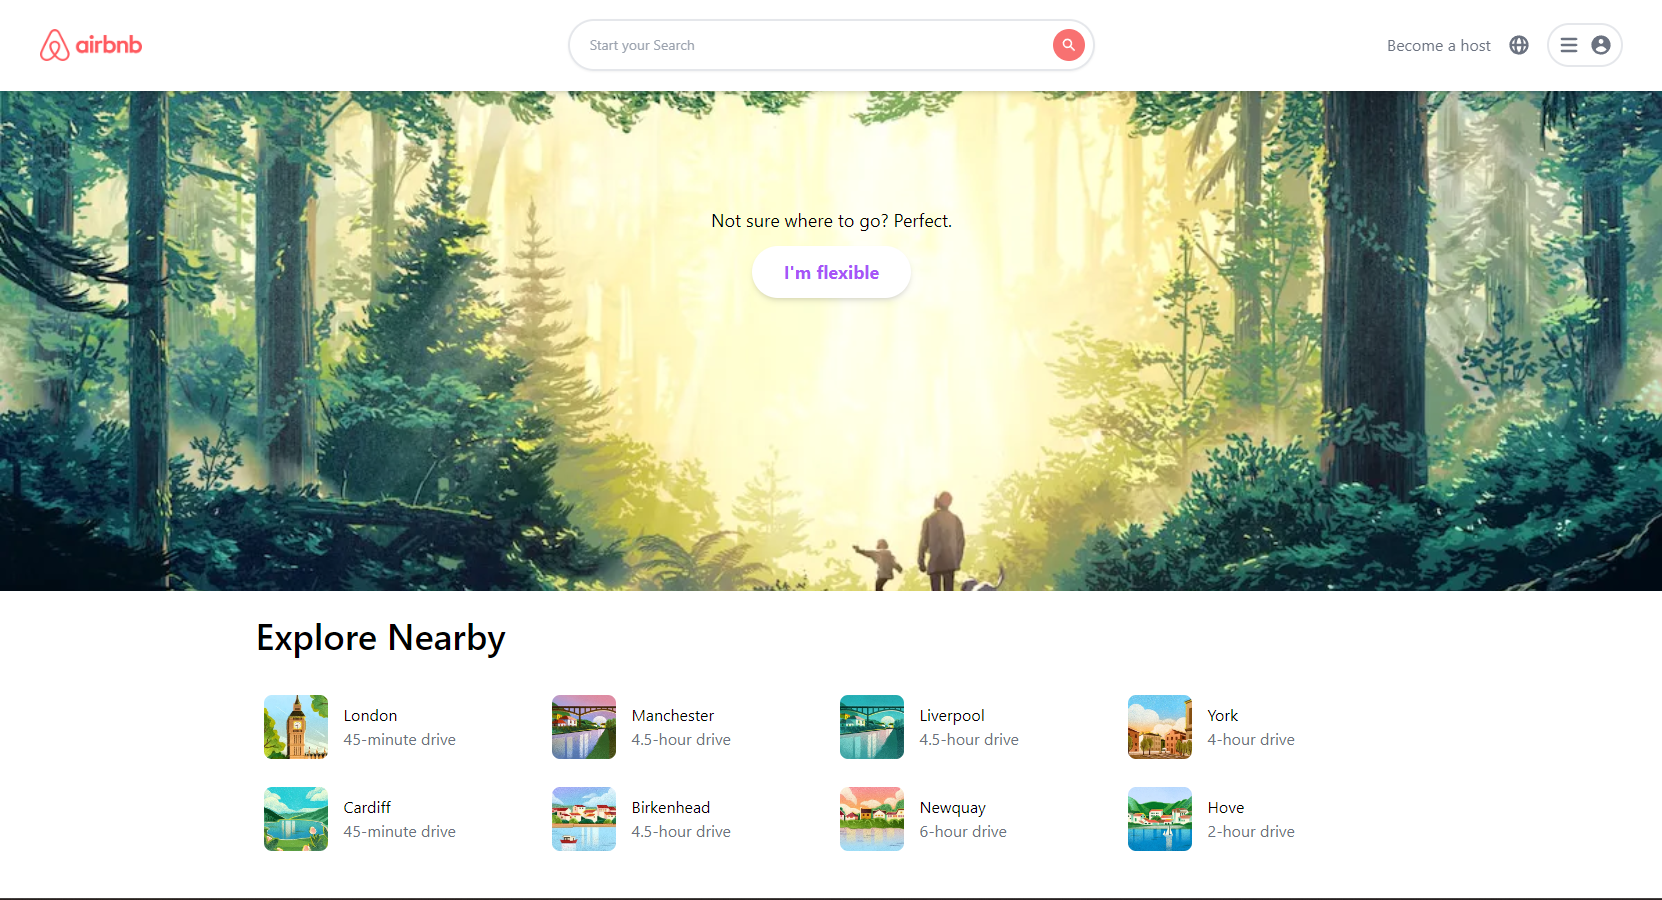 airbnb
Start your Search
Become a host
Not sure where to go? Perfect.
I'm flexible
Explore Nearby
London
45-minute drive
Manchester
4.5-hour drive
Liverpool
4.5-hour drive
York
4-hour drive
Cardiff
45-minute drive
Birkenhead
4.5-hour drive
Newquay
6-hour drive
Hove
2-hour drive